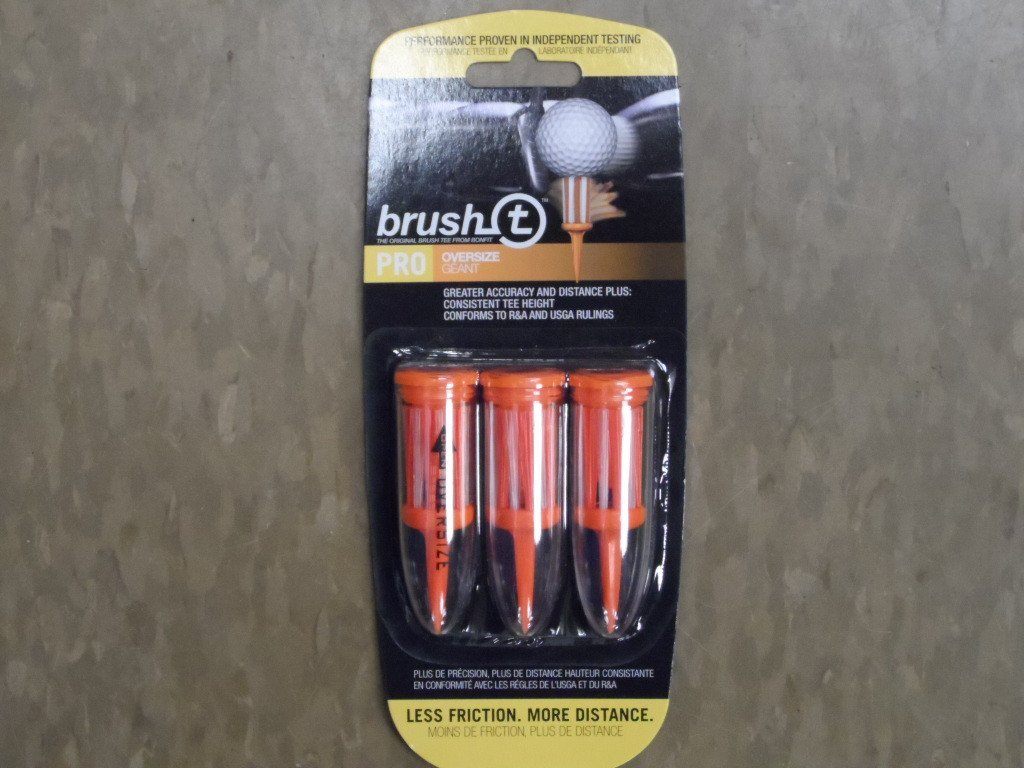 PERFORMANCE PROVEN IN INDEPENDENT TESTING
PERFORMANCE TESTÉE EN LABORATOIRE INDÉPENDANT
brush t™
THE ORIGINAL BRUSH TEE FROM BONFIT
PRO
OVERSIZE
GÉANT
GREATER ACCURACY AND DISTANCE PLUS:
CONSISTENT TEE HEIGHT
CONFORMS TO R&A AND USGA RULINGS
OVERSIZE
PLUS DE PRÉCISION, PLUS DE DISTANCE HAUTEUR CONSISTANTE
EN CONFORMITÉ AVEC LES RÉGLES DE L'USGA ET DU R&A
LESS FRICTION. MORE DISTANCE.
MOINS DE FRICTION, PLUS DE DISTANCE